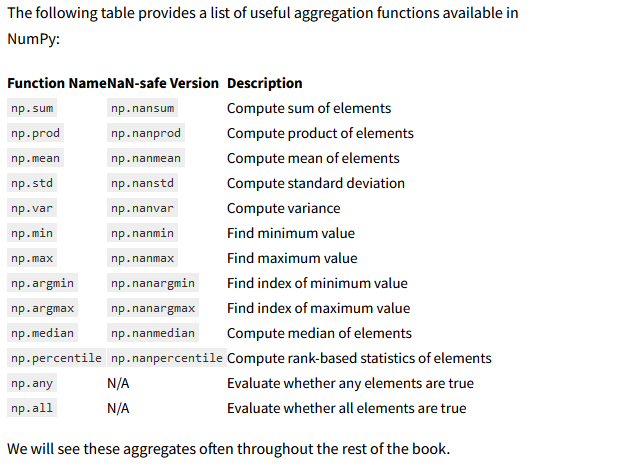 The following table provides a list of useful aggregation functions available in
NumPy:
Function Name NaN-safe Version Description
np.sum np.nansum Compute sum of elements
np.prod np.nanprod Compute product of elements
np.mean np.nanmean Compute mean of elements
np.std np.nanstd Compute standard deviation
np.var np.nanvar Compute variance
np.min np.nanmin Find minimum value
np.max np.nanmax Find maximum value
np.argmin np.nanargmin Find index of minimum value
np.argmax np.nanargmax Find index of maximum value
np.median np.nanmedian Compute median of elements
np.percentile np.nanpercentile Compute rank-based statistics of elements
np.any N/A Evaluate whether any elements are true
np.all N/A Evaluate whether all elements are true
We will see these aggregates often throughout the rest of the book.